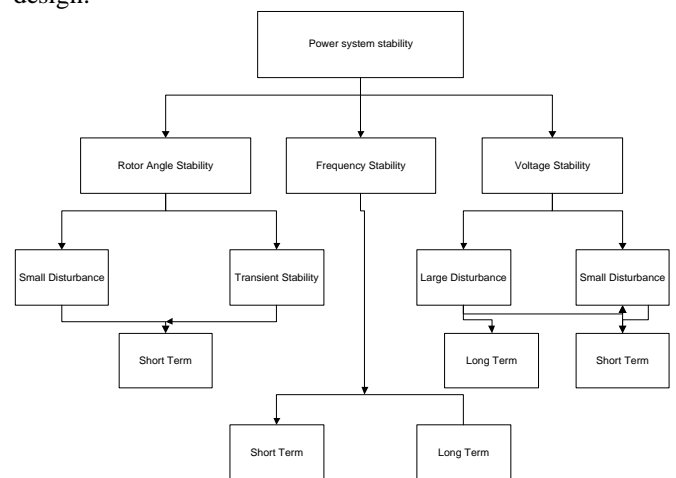 design.
Power system stability
Rotor Angle Stability
Frequency Stability
Voltage Stability
Small Disturbance
Transient Stability
Large Disturbance
Small Disturbance
Short Term
Long Term
Short Term
Short Term
Long Term